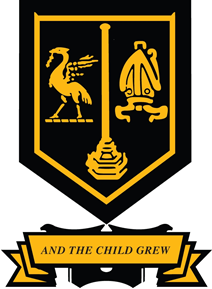 AND THE CHILD GREW